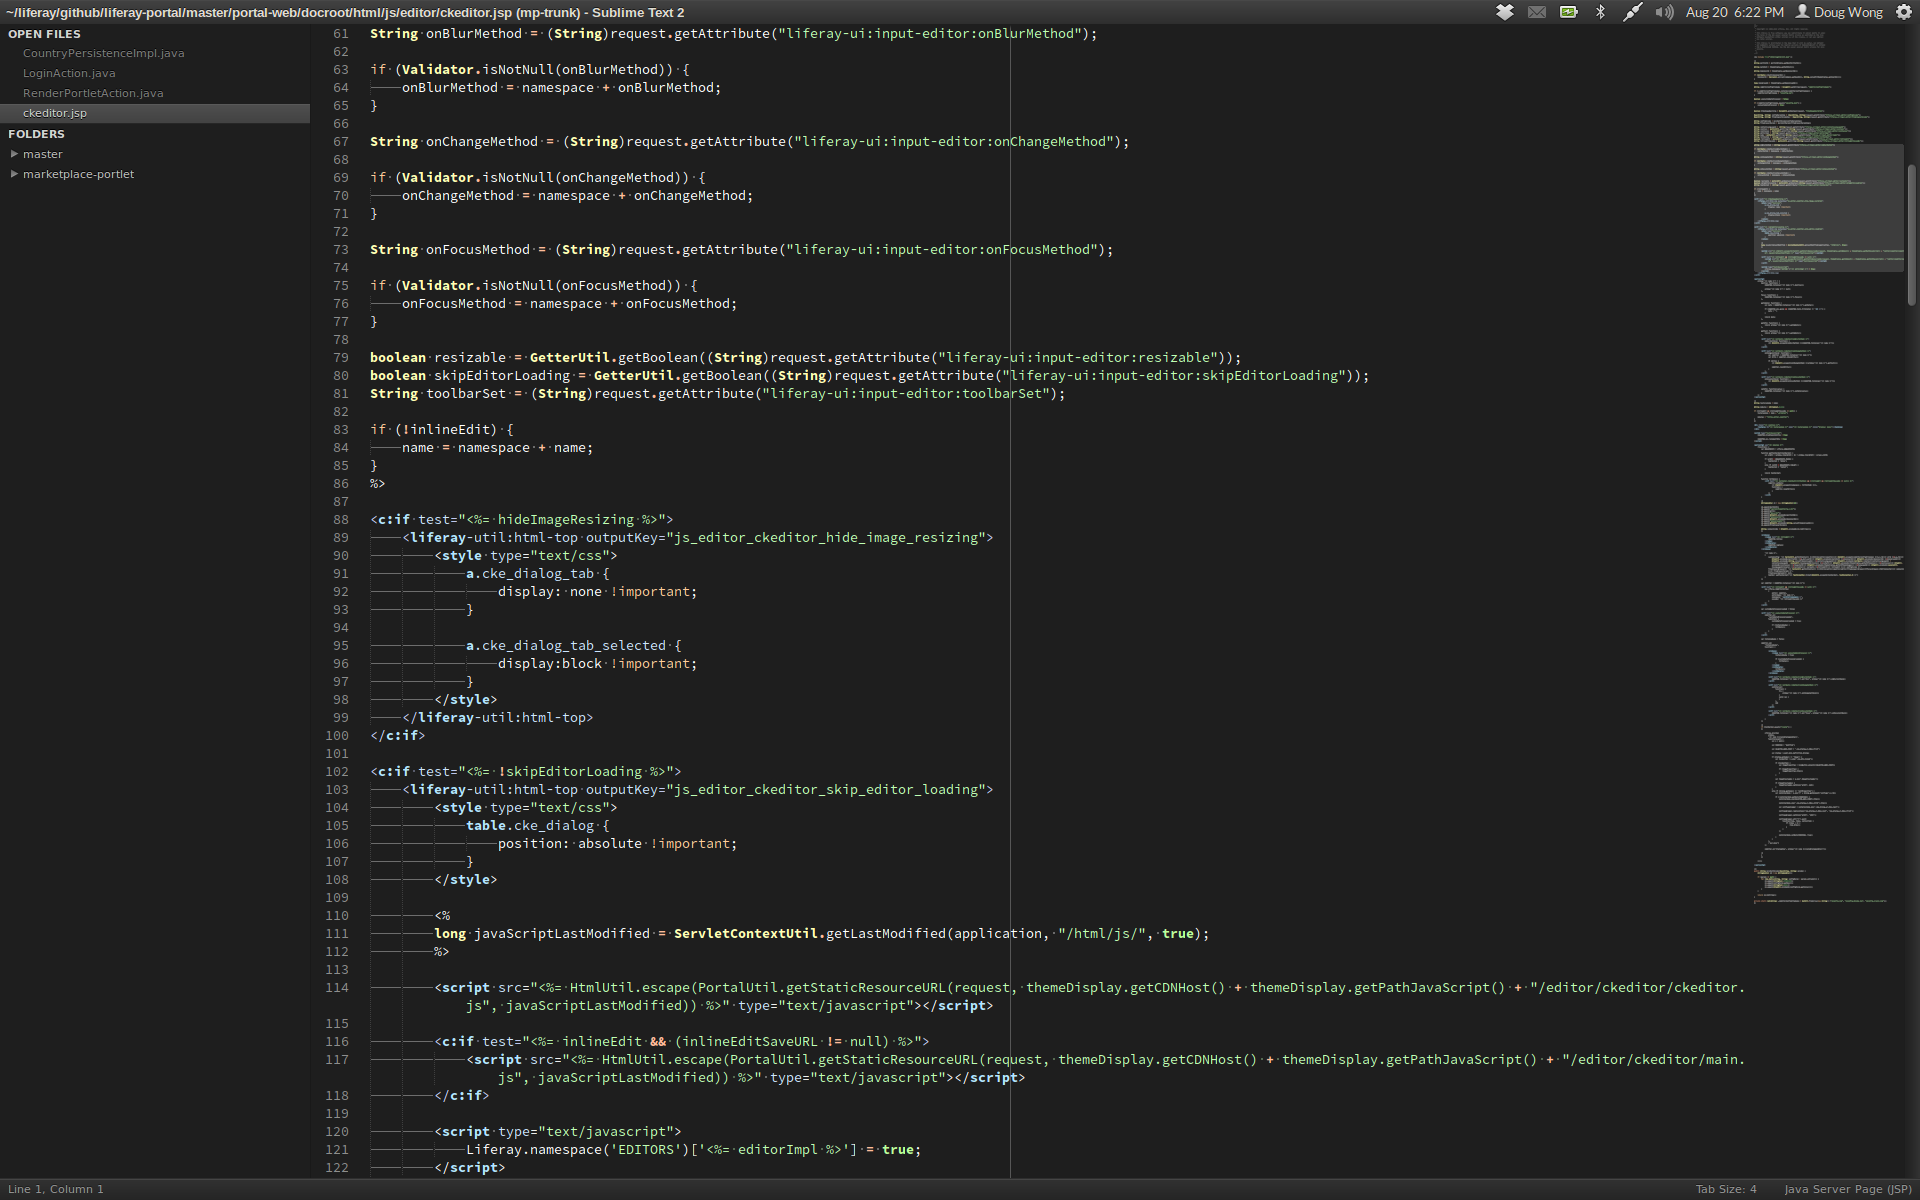 ~/liferay/github/liferay-portal/master/portal-web/docroot/html/js/editor/ckeditor.jsp (mp-trunk) - Sublime Text 2
Aug 20 6:22 PM Doug Wong
OPEN FILES
CountryPersistenceImpl.java
LoginAction.java
RenderPortletAction.java
ckeditor.jsp
FOLDERS
master
marketplace-portlet
61 String onBlurMethod = (String)request.getAttribute("liferay-ui:input-editor:onBlurMethod");
62
63 if (Validator.isNotNull(onBlurMethod)) {
64 onBlurMethod = namespace + onBlurMethod;
65 }
66
67 String onChangeMethod = (String)request.getAttribute("liferay-ui:input-editor:onChangeMethod");
68
69 if (Validator.isNotNull(onChangeMethod)) {
70 onChangeMethod = namespace + onChangeMethod;
71 }
72
73 String onFocusMethod = (String)request.getAttribute("liferay-ui:input-editor:onFocusMethod");
74
75 if (Validator.isNotNull(onFocusMethod)) {
76 onFocusMethod = namespace + onFocusMethod;
77 }
78
79 boolean resizable = GetterUtil.getBoolean((String)request.getAttribute("liferay-ui:input-editor:resizable"));
80 boolean skipEditorLoading = GetterUtil.getBoolean((String)request.getAttribute("liferay-ui:input-editor:skipEditorLoading"));
81 String toolbarSet = (String)request.getAttribute("liferay-ui:input-editor:toolbarSet");
82
83 if (!inlineEdit) {
84 name = namespace + name;
85 }
86 %>
87
88 <c:if test="<%= hideImageResizing %>">
89 <liferay-util:html-top outputKey="js_editor_ckeditor_hide_image_resizing">
90 <style type="text/css">
91 a.cke_dialog_tab {
92 display: none !important;
93 }
94
95 a.cke_dialog_tab_selected {
96 display:block !important;
97 }
98 </style>
99 </liferay-util:html-top>
100 </c:if>
101
102 <c:if test="<%= !skipEditorLoading %>">
103 <liferay-util:html-top outputKey="js_editor_ckeditor_skip_editor_loading">
104 <style type="text/css">
105 table.cke_dialog {
106 position: absolute !important;
107 }
108 </style>
109
110 <%
111 long javaScriptLastModified = ServletContextUtil.getLastModified(application, "/html/js/", true);
112 %>
113
114 <script src="<%= HtmlUtil.escape(PortalUtil.getStaticResourceURL(request, themeDisplay.getCDNHost() + themeDisplay.getPathJavaScript() + "/editor/ckeditor/ckeditor.
js", javaScriptLastModified)) %>" type="text/javascript"></script>
115
116 <c:if test="<%= inlineEdit && (inlineEditSaveURL != null) %>">
117 <script src="<%= HtmlUtil.escape(PortalUtil.getStaticResourceURL(request, themeDisplay.getCDNHost() + themeDisplay.getPathJavaScript() + "/editor/ckeditor/main.
js", javaScriptLastModified)) %>" type="text/javascript"></script>
118 </c:if>
119
120 <script type="text/javascript">
121 Liferay.namespace('EDITORS')['<%= editorImpl %>'] = true;
122 </script>
Line 1, Column 1
Tab Size: 4 Java Server Page (JSP)